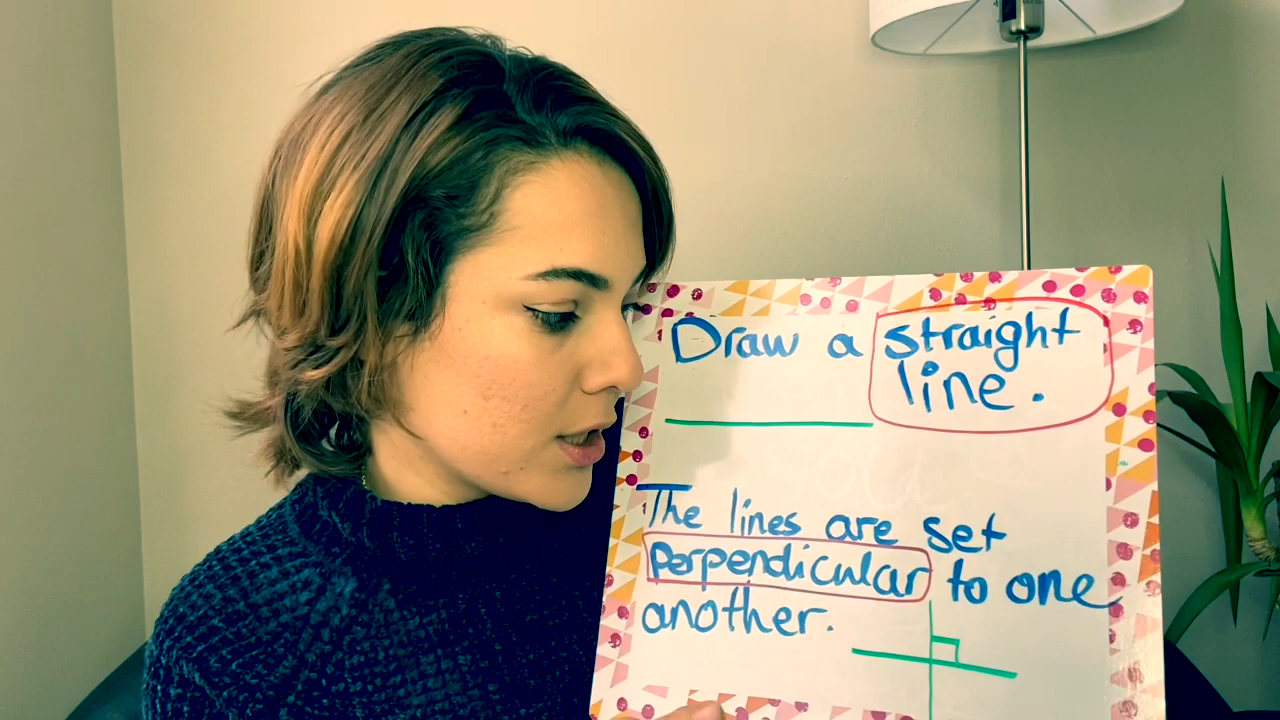 Draw a straight
line.
The lines are set
perpendicular to one
another.